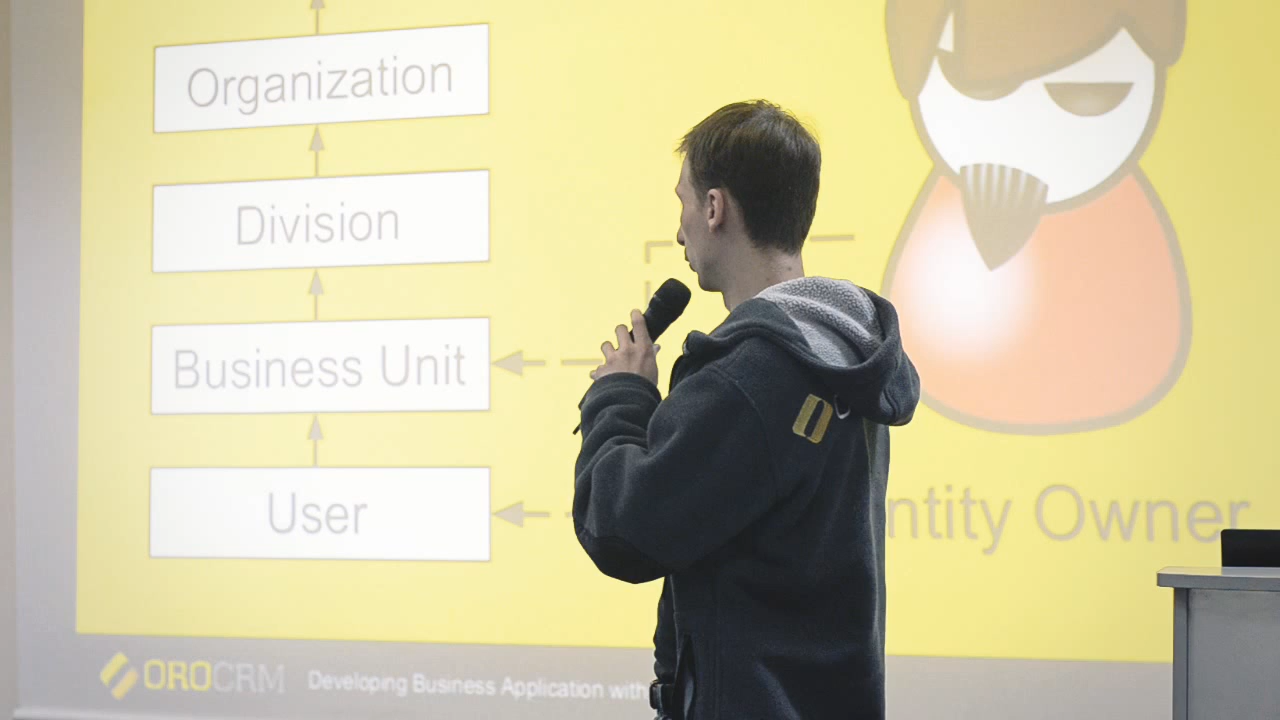 Organization
Division
Business Unit
User
ntity Owner
OROCRM
Developing Business Application with